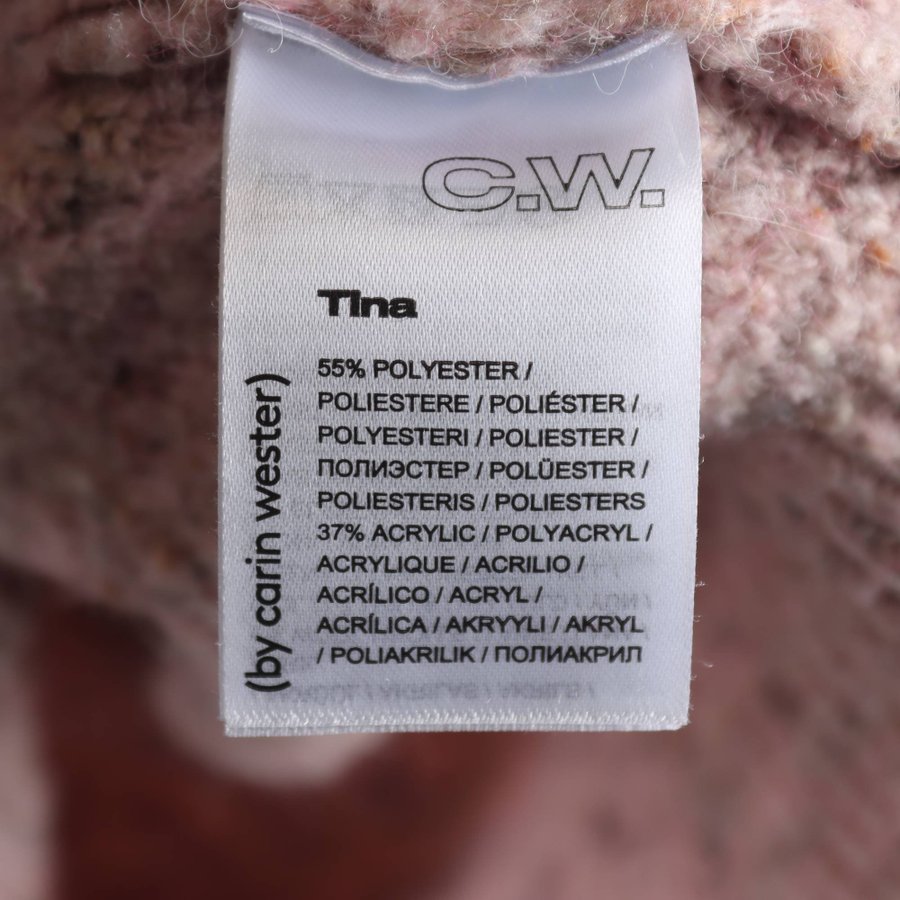 C.W.
Tina
55% POLYESTER /
POLIESTERE / POLIÉSTER /
POLYESTERI / POLIESTER /
ПОЛИЭСТЕР / POLÜESTER /
POLIESTERIS / POLIESTERS
37% ACRYLIC / POLYACRYL /
ACRYLIQUE / ACRILIO /
ACRÍLICO / ACRYL /
ACRÍLICA / AKRYYLI / AKRYL
/ POLIAKRILIK / ПОЛИАКРИЛ
(by carin wester)